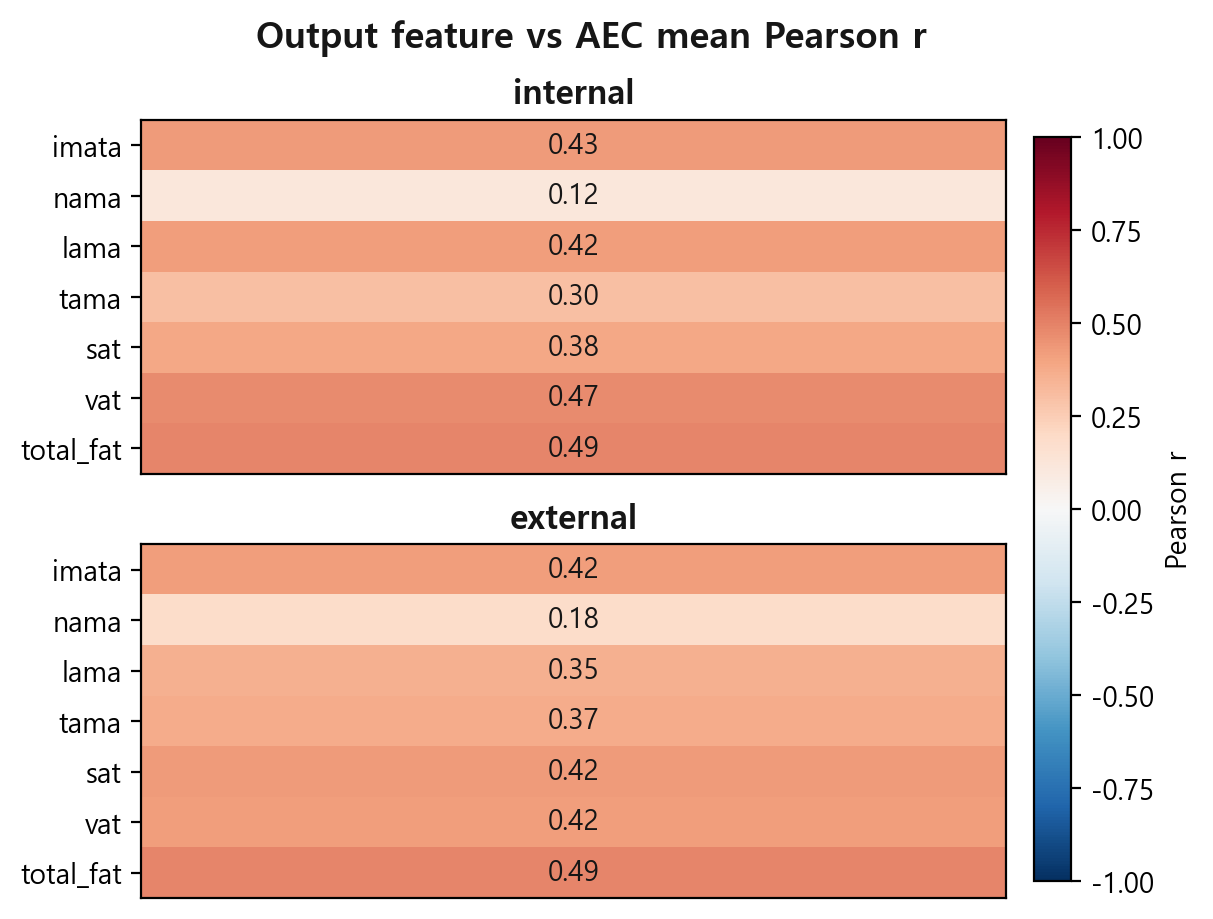 Output feature vs AEC mean Pearson r
internal
imata 0.43
nama 0.12
lama 0.42
tama 0.30
sat 0.38
vat 0.47
total_fat 0.49
external
imata 0.42
nama 0.18
lama 0.35
tama 0.37
sat 0.42
vat 0.42
total_fat 0.49
1.00
0.75
0.50
0.25
0.00
-0.25
-0.50
-0.75
-1.00
Pearson r